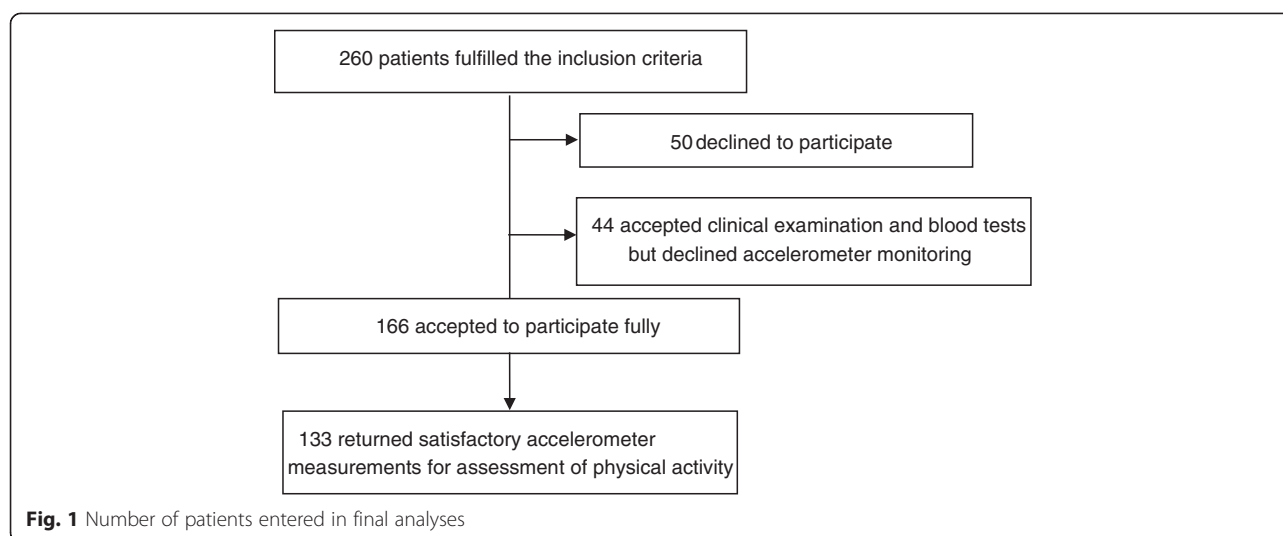 260 patients fulfilled the inclusion criteria
50 declined to participate
44 accepted clinical examination and blood tests
but declined accelerometer monitoring
166 accepted to participate fully
133 returned satisfactory accelerometer
measurements for assessment of physical activity
Fig. 1 Number of patients entered in final analyses